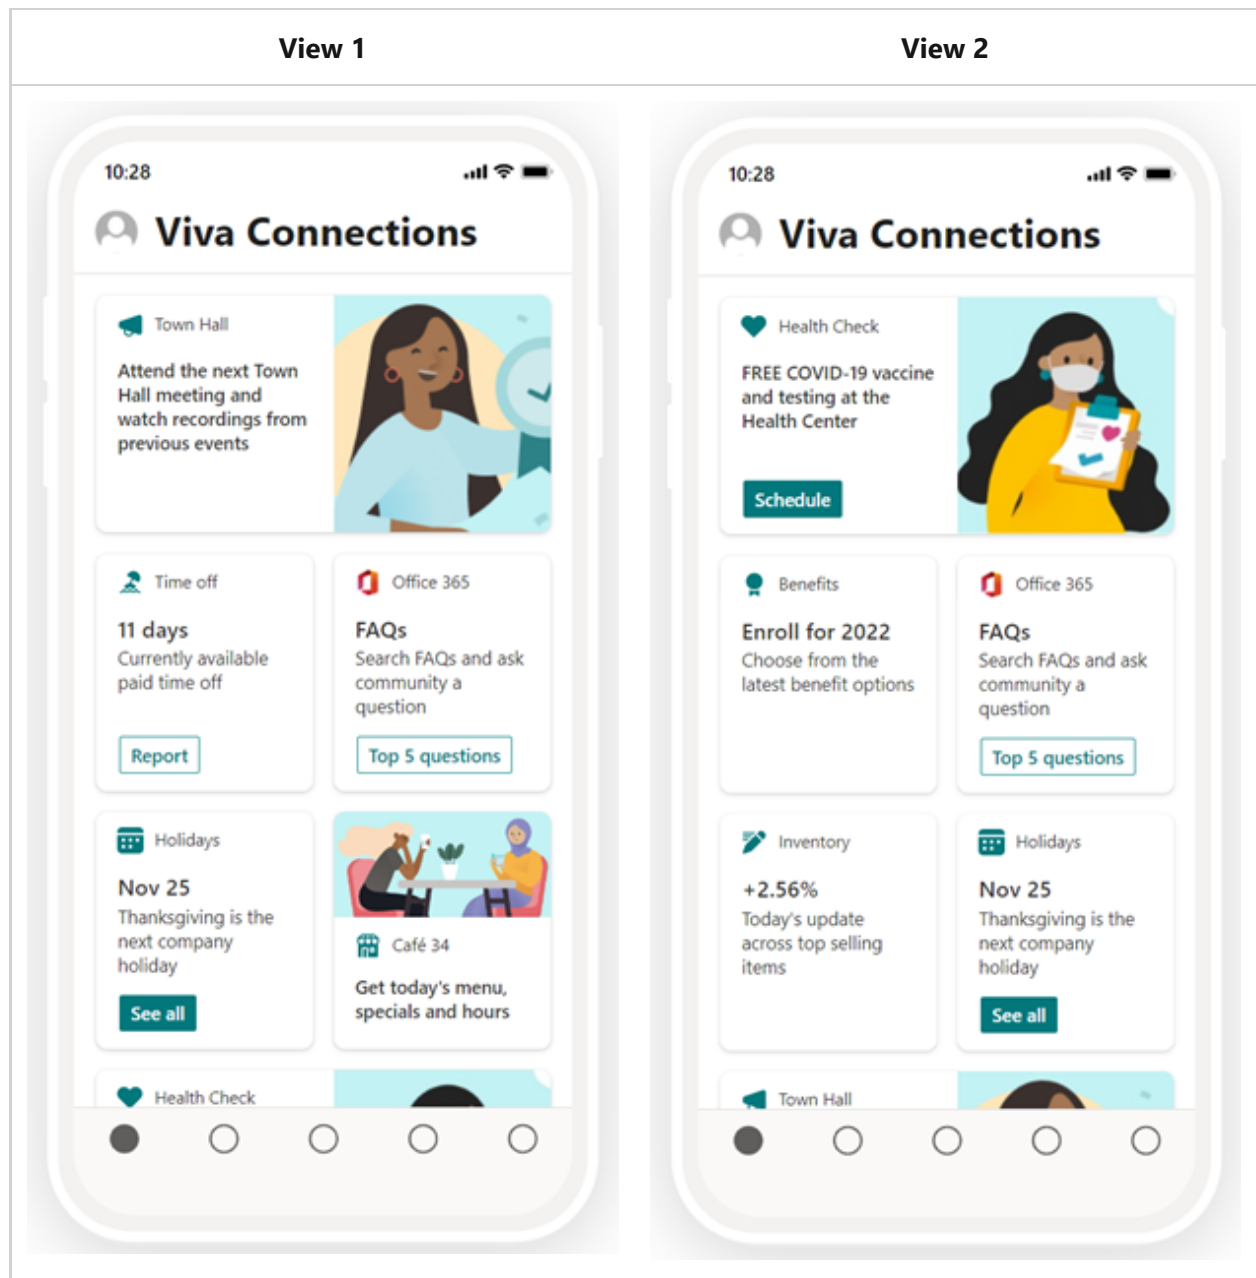 View 1
View 2
10:28
Viva Connections
Town Hall
Attend the next Town
Hall meeting and
watch recordings from
previous events
Time off
11 days
Currently available
paid time off
Report
Office 365
FAQs
Search FAQs and ask
community a
question
Top 5 questions
Holidays
Nov 25
Thanksgiving is the
next company
holiday
See all
Café 34
Get today's menu,
specials and hours
Health Check
10:28
Viva Connections
Health Check
FREE COVID-19 vaccine
and testing at the
Health Center
Schedule
Benefits
Enroll for 2022
Choose from the
latest benefit options
Office 365
FAQs
Search FAQs and ask
community a
question
Top 5 questions
Inventory
+2.56%
Today's update
across top selling
items
Holidays
Nov 25
Thanksgiving is the
next company
holiday
See all
Town Hall